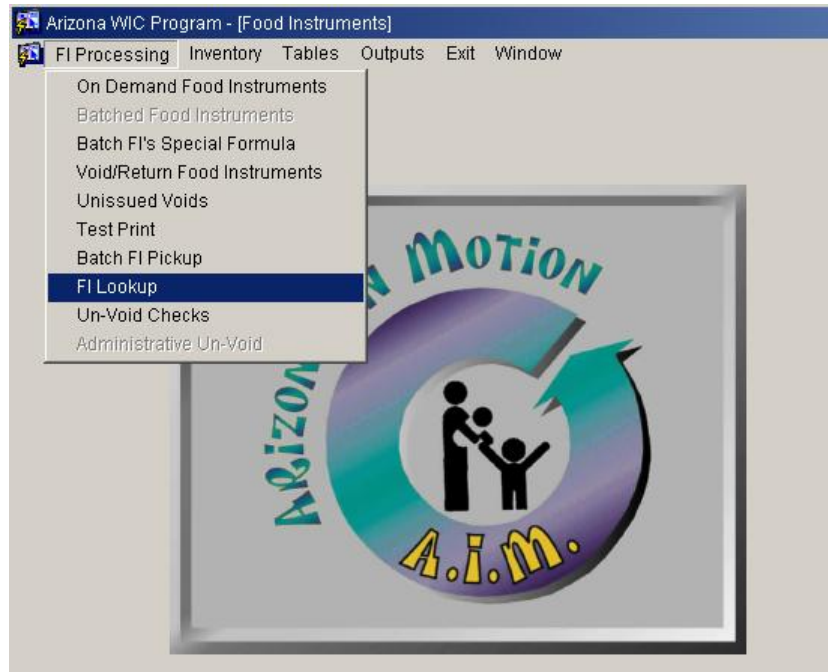 Arizona WIC Program - [Food Instruments]
FI Processing Inventory Tables Outputs Exit Window
On Demand Food Instruments
Batched Food Instruments
Batch FI's Special Formula
Void/Return Food Instruments
Unissued Voids
Test Print
Batch FI Pickup
FI Lookup
Un-Void Checks
Administrative Un-Void
ARiZON
N MOTiON
A.i.M.